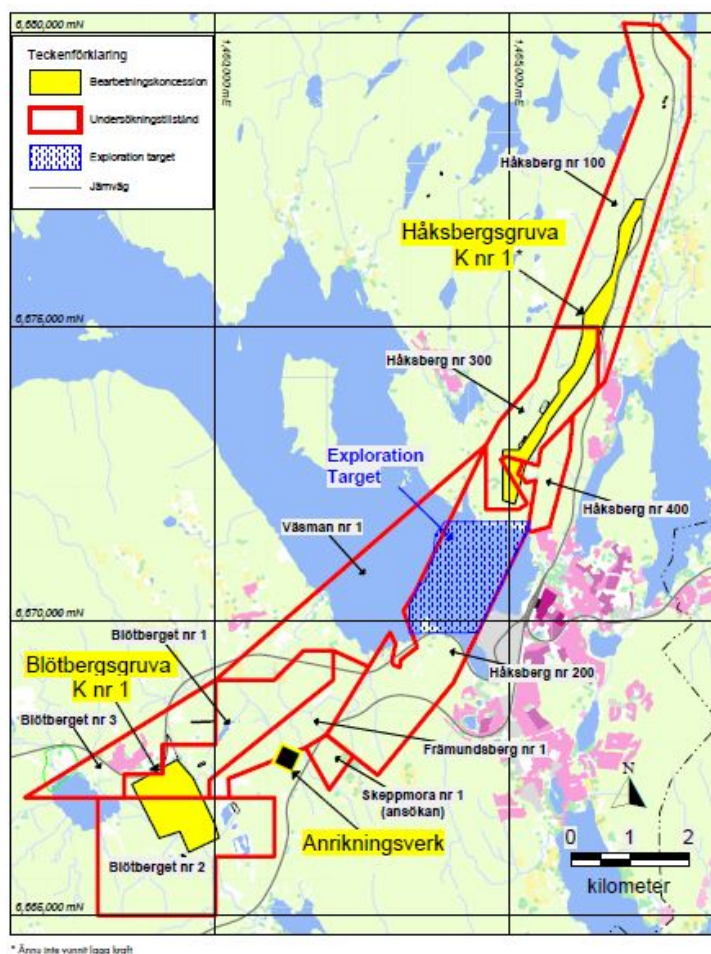 6,680,000 mN
1,460,000 mE
1,465,000 mE
Teckenförklaring
Bearbetningskoncession
Undersökningstillstånd
Exploration target
Järnväg
Håksberg nr 100
Håksbergsgruva
K nr 1*
6,675,000 mN
Håksberg nr 300
Exploration
Target
Håksberg nr 400
Väsman nr 1
6,670,000 mN
Blötberget nr 1
Blötbergsgruva
K nr 1
Håksberg nr 200
Blötberget nr 3
Främundsberg nr 1
Skeppmora nr 1
(ansökan)
N
Anrikningsverk
0 1 2
kilometer
Blötberget nr 2
6,665,000 mN
* Ännu inte vunnit laga kraft